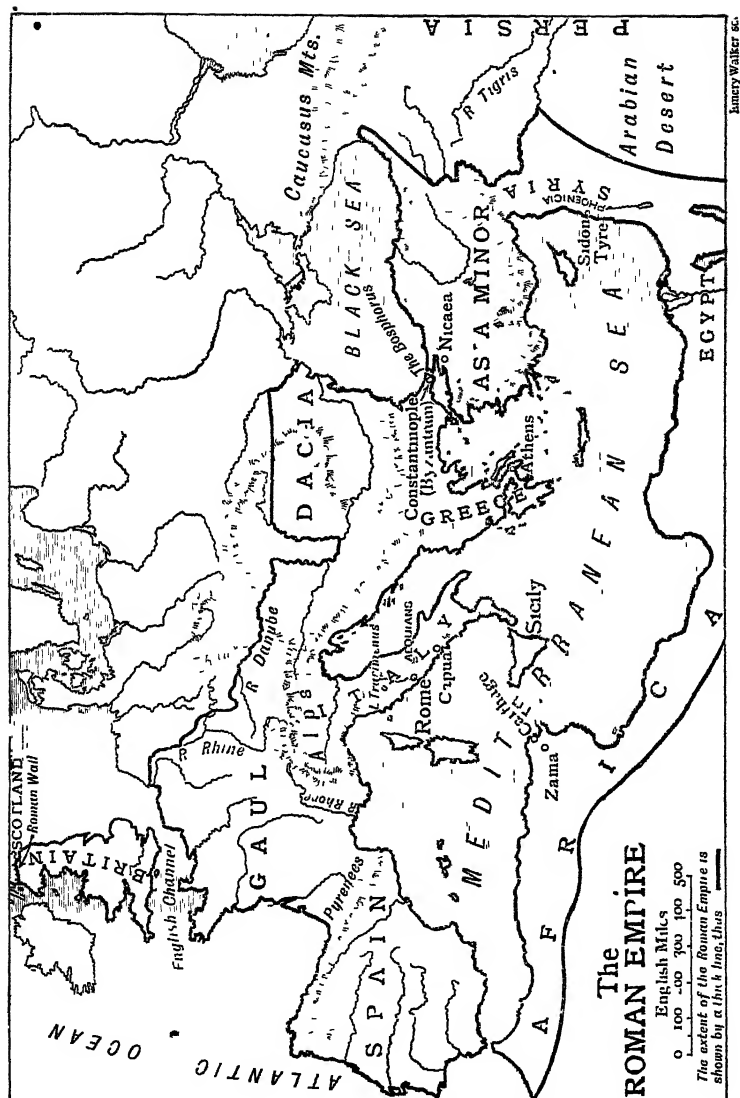 SCOTLAND
Roman Wall
BRITAIN
English Channel
ATLANTIC OCEAN
GAUL
R Rhine
R Danube
R Rhone
Alps
Pyrenees
SPAIN
ITALY
L Trasimenus
Rome
Capua
Sicily
Carthage
Zama
MEDITERRANEAN SEA
AFRICA
DACIA
GREECE
Athens
Constantinople
(Byzantium)
The Bosphorus
Nicaea
BLACK SEA
Caucasus Mts.
ASIA MINOR
R Tigris
PERSIA
SYRIA
PHOENICIA
Sidon
Tyre
Arabian
Desert
EGYPT
The
ROMAN EMPIRE
English Miles
0 100 300 500
The extent of the Roman Empire is
shown by a thick line, thus
Emery Walker sc.